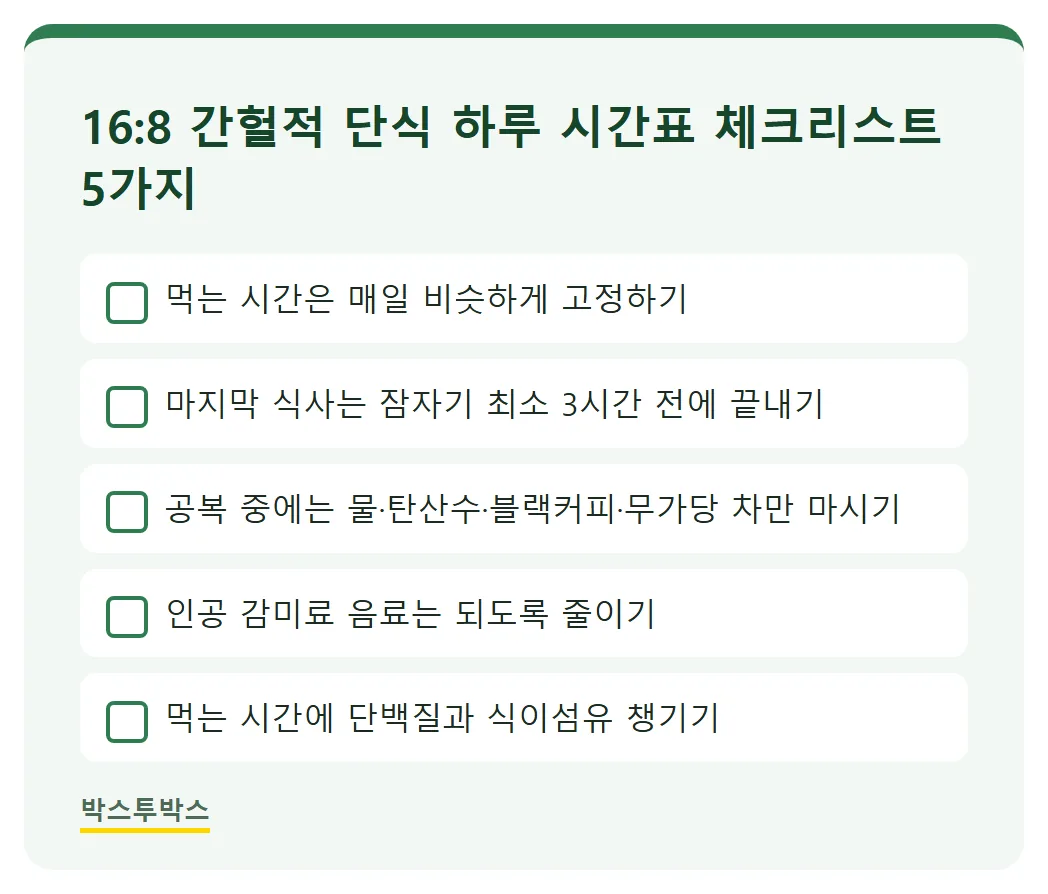 16:8 간헐적 단식 하루 시간표 체크리스트
5가지
먹는 시간은 매일 비슷하게 고정하기
마지막 식사는 잠자기 최소 3시간 전에 끝내기
공복 중에는 물·탄산수·블랙커피·무가당 차만 마시기
인공 감미료 음료는 되도록 줄이기
먹는 시간에 단백질과 식이섬유 챙기기
박스투박스